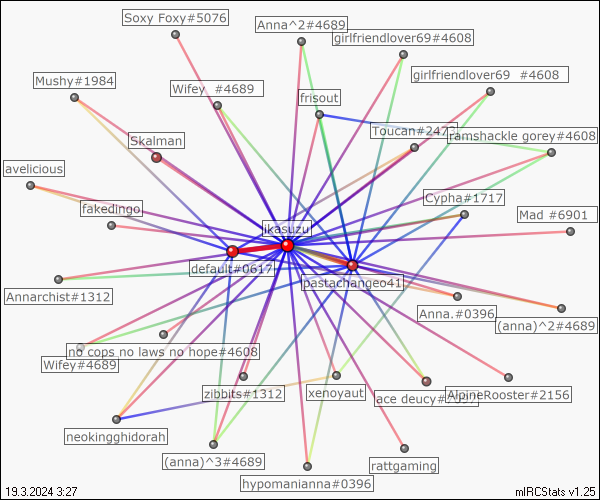 Soxy Foxy#5076
Anna^2#4689
girlfriendlover69#4608
girlfriendlover69 #4608
Mushy#1984
Wifey #4689
frisout
Toucan#2473
ramshackle gorey#4608
Skalman
avelicious
Cypha#1717
fakedingo
Mad #6901
ikasuzu
default#0617
pastachangeo41
Annarchist#1312
Anna.#0396
(anna)^2#4689
no cops no laws no hope#4608
Wifey#4689
zibbits#1312
xenoyaut
ace deucy
AlpineRooster#2156
neokingghidorah
(anna)^3#4689
rattgaming
hypomanianna#0396
19.3.2024 3:27
mIRCStats v1.25